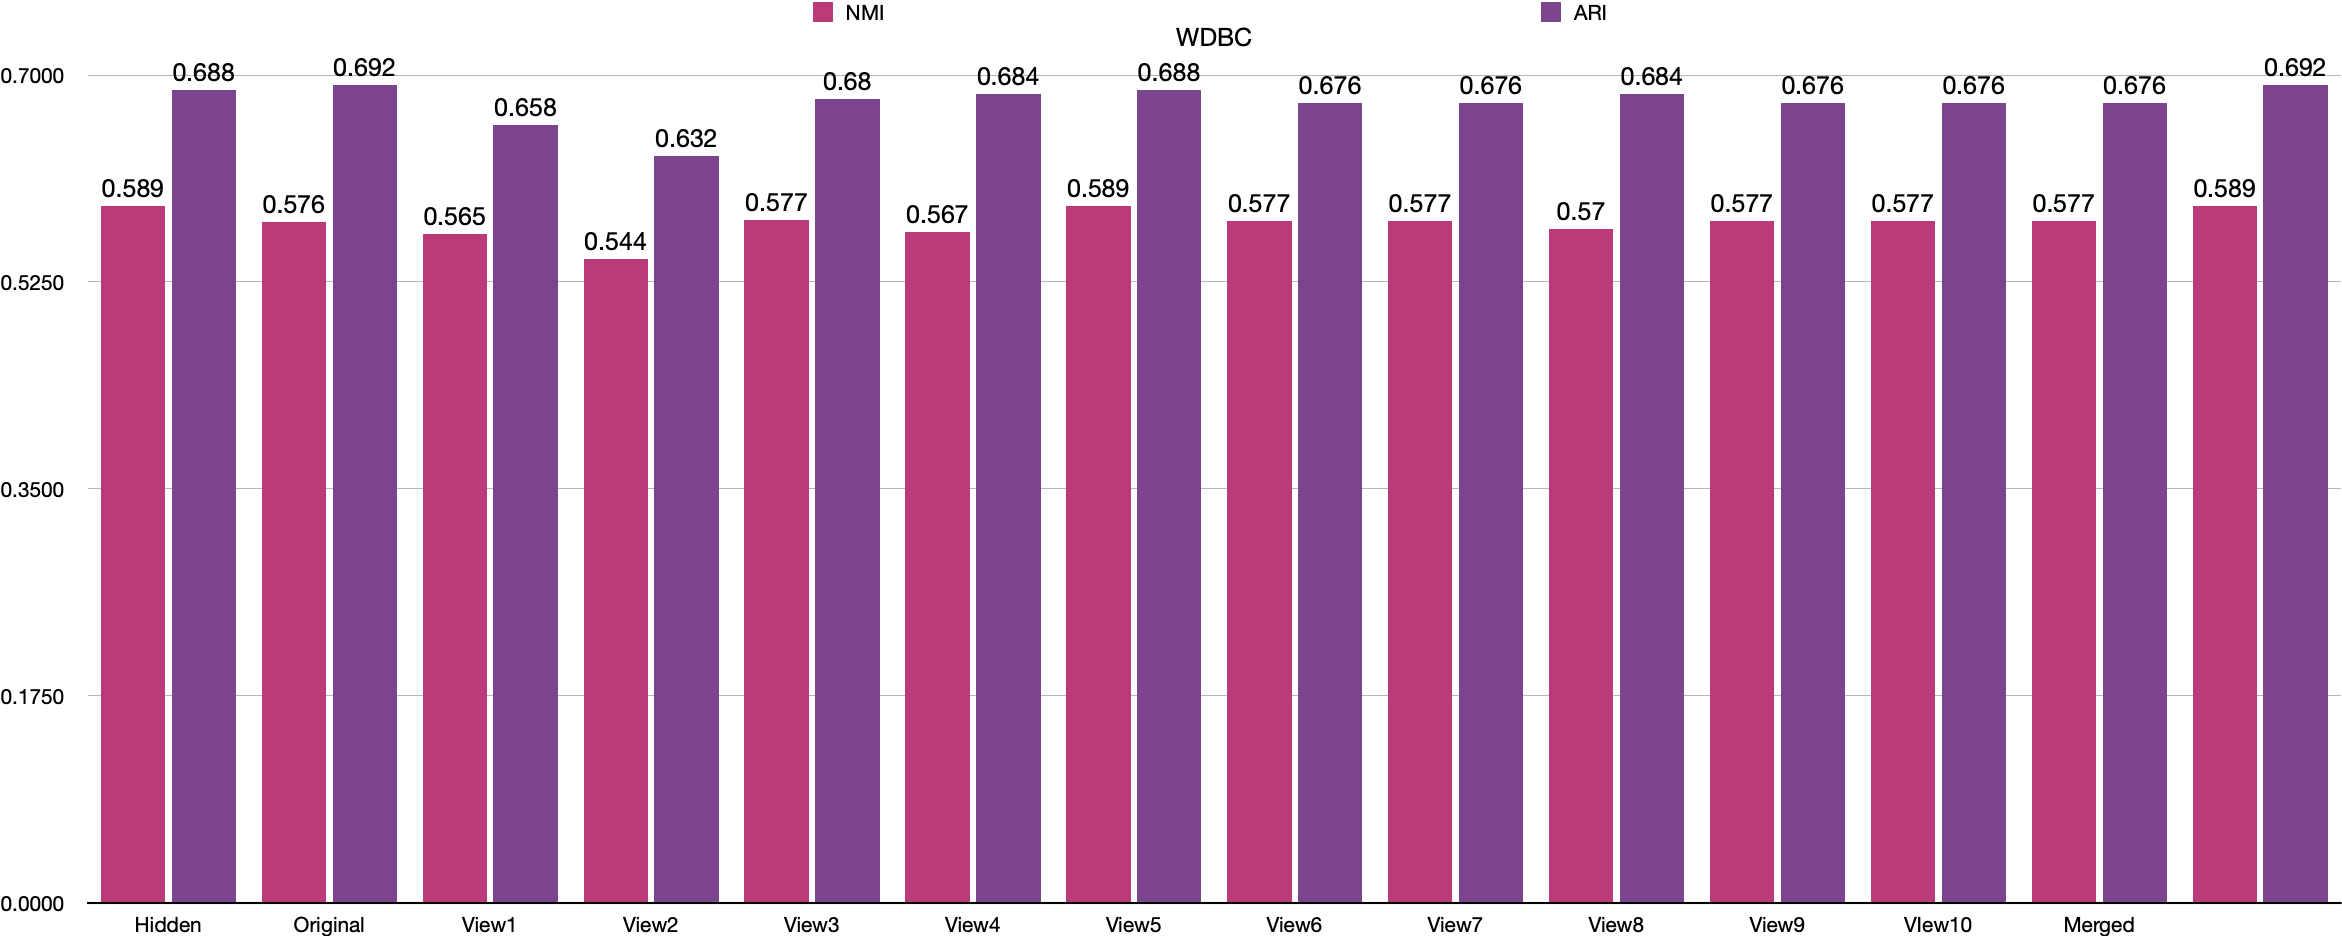 NMI ARI
WDBC
0.7000
0.5250
0.3500
0.1750
0.0000
0.589 0.688 0.576 0.692 0.565 0.658 0.544 0.632 0.577 0.68 0.567 0.684 0.589 0.688 0.577 0.676 0.577 0.676 0.57 0.684 0.577 0.676 0.577 0.676 0.577 0.676 0.589 0.692
Hidden Original View1 View2 View3 View4 View5 View6 View7 View8 View9 VIew10 Merged